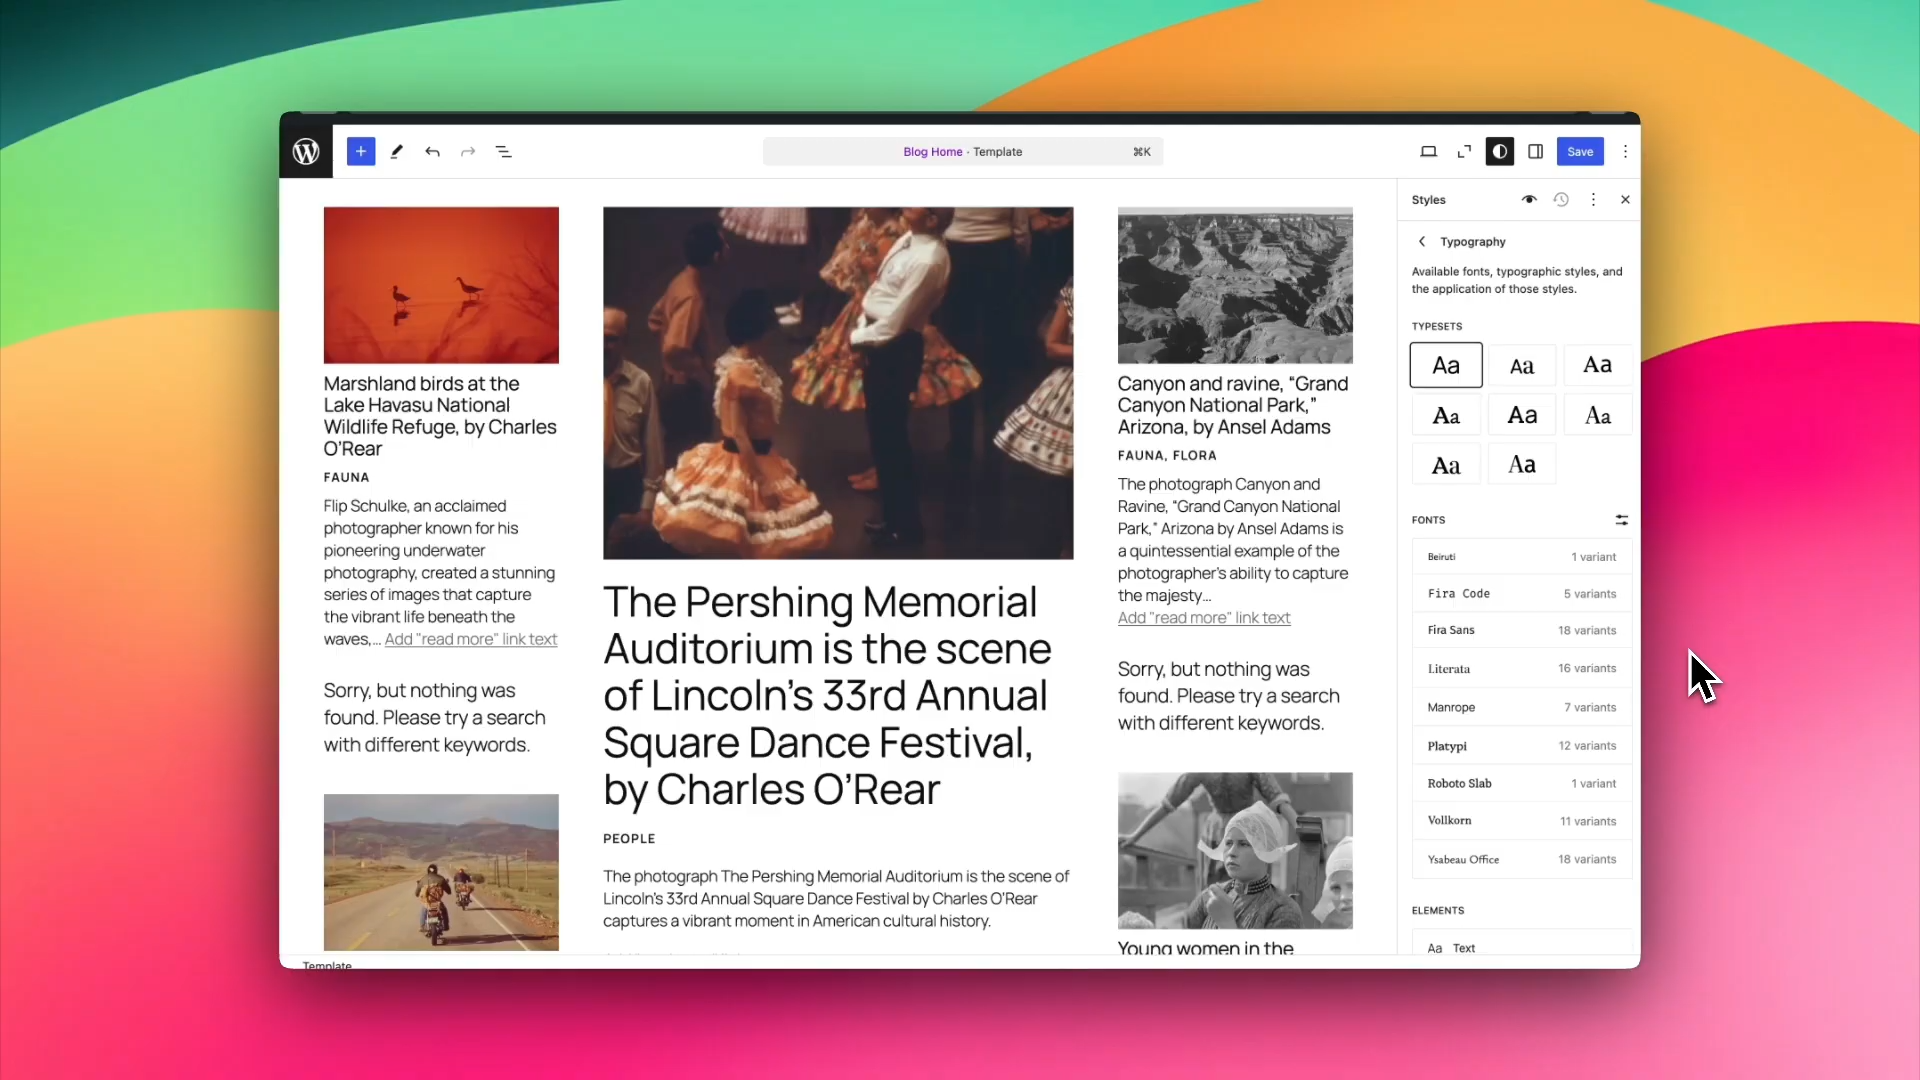 Blog Home · Template
⌘K
Save
Marshland birds at the
Lake Havasu National
Wildlife Refuge, by Charles
O’Rear
FAUNA
Flip Schulke, an acclaimed
photographer known for his
pioneering underwater
photography, created a stunning
series of images that capture
the vibrant life beneath the
waves,… Add "read more" link text
Sorry, but nothing was
found. Please try a search
with different keywords.
The Pershing Memorial
Auditorium is the scene
of Lincoln’s 33rd Annual
Square Dance Festival,
by Charles O’Rear
PEOPLE
The photograph The Pershing Memorial Auditorium is the scene of
Lincoln’s 33rd Annual Square Dance Festival by Charles O’Rear
captures a vibrant moment in American cultural history.
Canyon and ravine, “Grand
Canyon National Park,”
Arizona, by Ansel Adams
FAUNA, FLORA
The photograph Canyon and
Ravine, “Grand Canyon National
Park,” Arizona by Ansel Adams is
a quintessential example of the
photographer’s ability to capture
the majesty…
Add "read more" link text
Sorry, but nothing was
found. Please try a search
with different keywords.
Young women in the
Styles
Typography
Available fonts, typographic styles, and
the application of those styles.
TYPESETS
Aa Aa Aa
Aa Aa Aa
Aa Aa
FONTS
Beiruti 1 variant
Fira Code 5 variants
Fira Sans 18 variants
Literata 16 variants
Manrope 7 variants
Platypi 12 variants
Roboto Slab 1 variant
Vollkorn 11 variants
Ysabeau Office 18 variants
ELEMENTS
Aa Text
Template